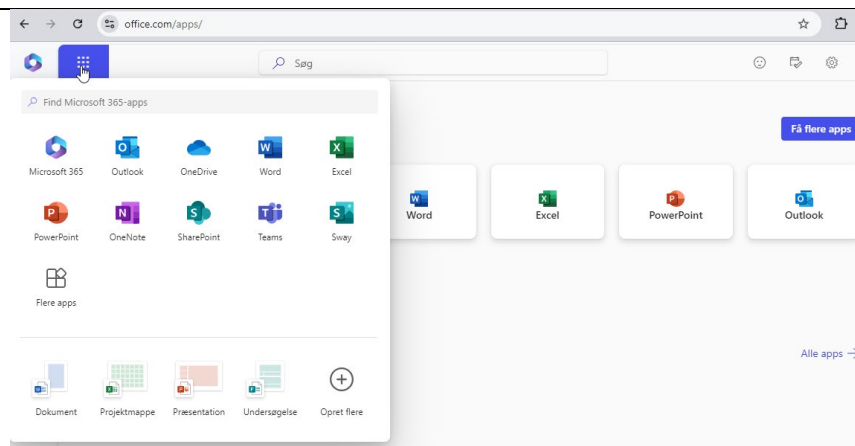 office.com/apps/
Søg
Find Microsoft 365-apps
Få flere apps
Microsoft 365 Outlook OneDrive Word Excel
PowerPoint OneNote SharePoint Teams Sway
Flere apps
Word Excel PowerPoint Outlook
Alle apps
Dokument Projektmappe Præsentation Undersøgelse Opret flere